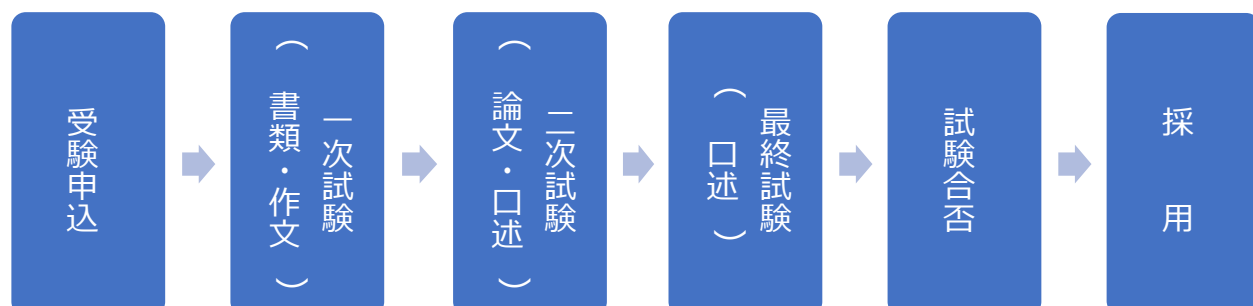 受験申込
一次試験
（書類・作文）
二次試験
（論文・口述）
最終試験
（口述）
試験合否
採用